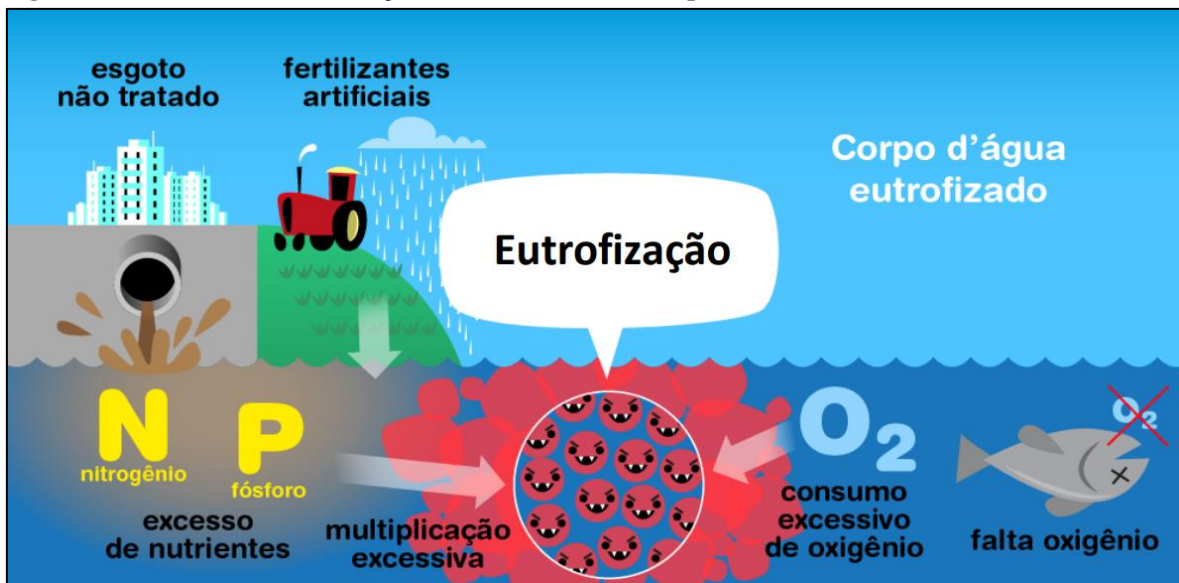 esgoto
não tratado
fertilizantes
artificiais
Corpo d'água
eutrofizado
Eutrofização
N
nitrogênio
P
fósforo
excesso
de nutrientes
multiplicação
excessiva
O₂
consumo
excessivo
de oxigênio
O₂
falta oxigênio